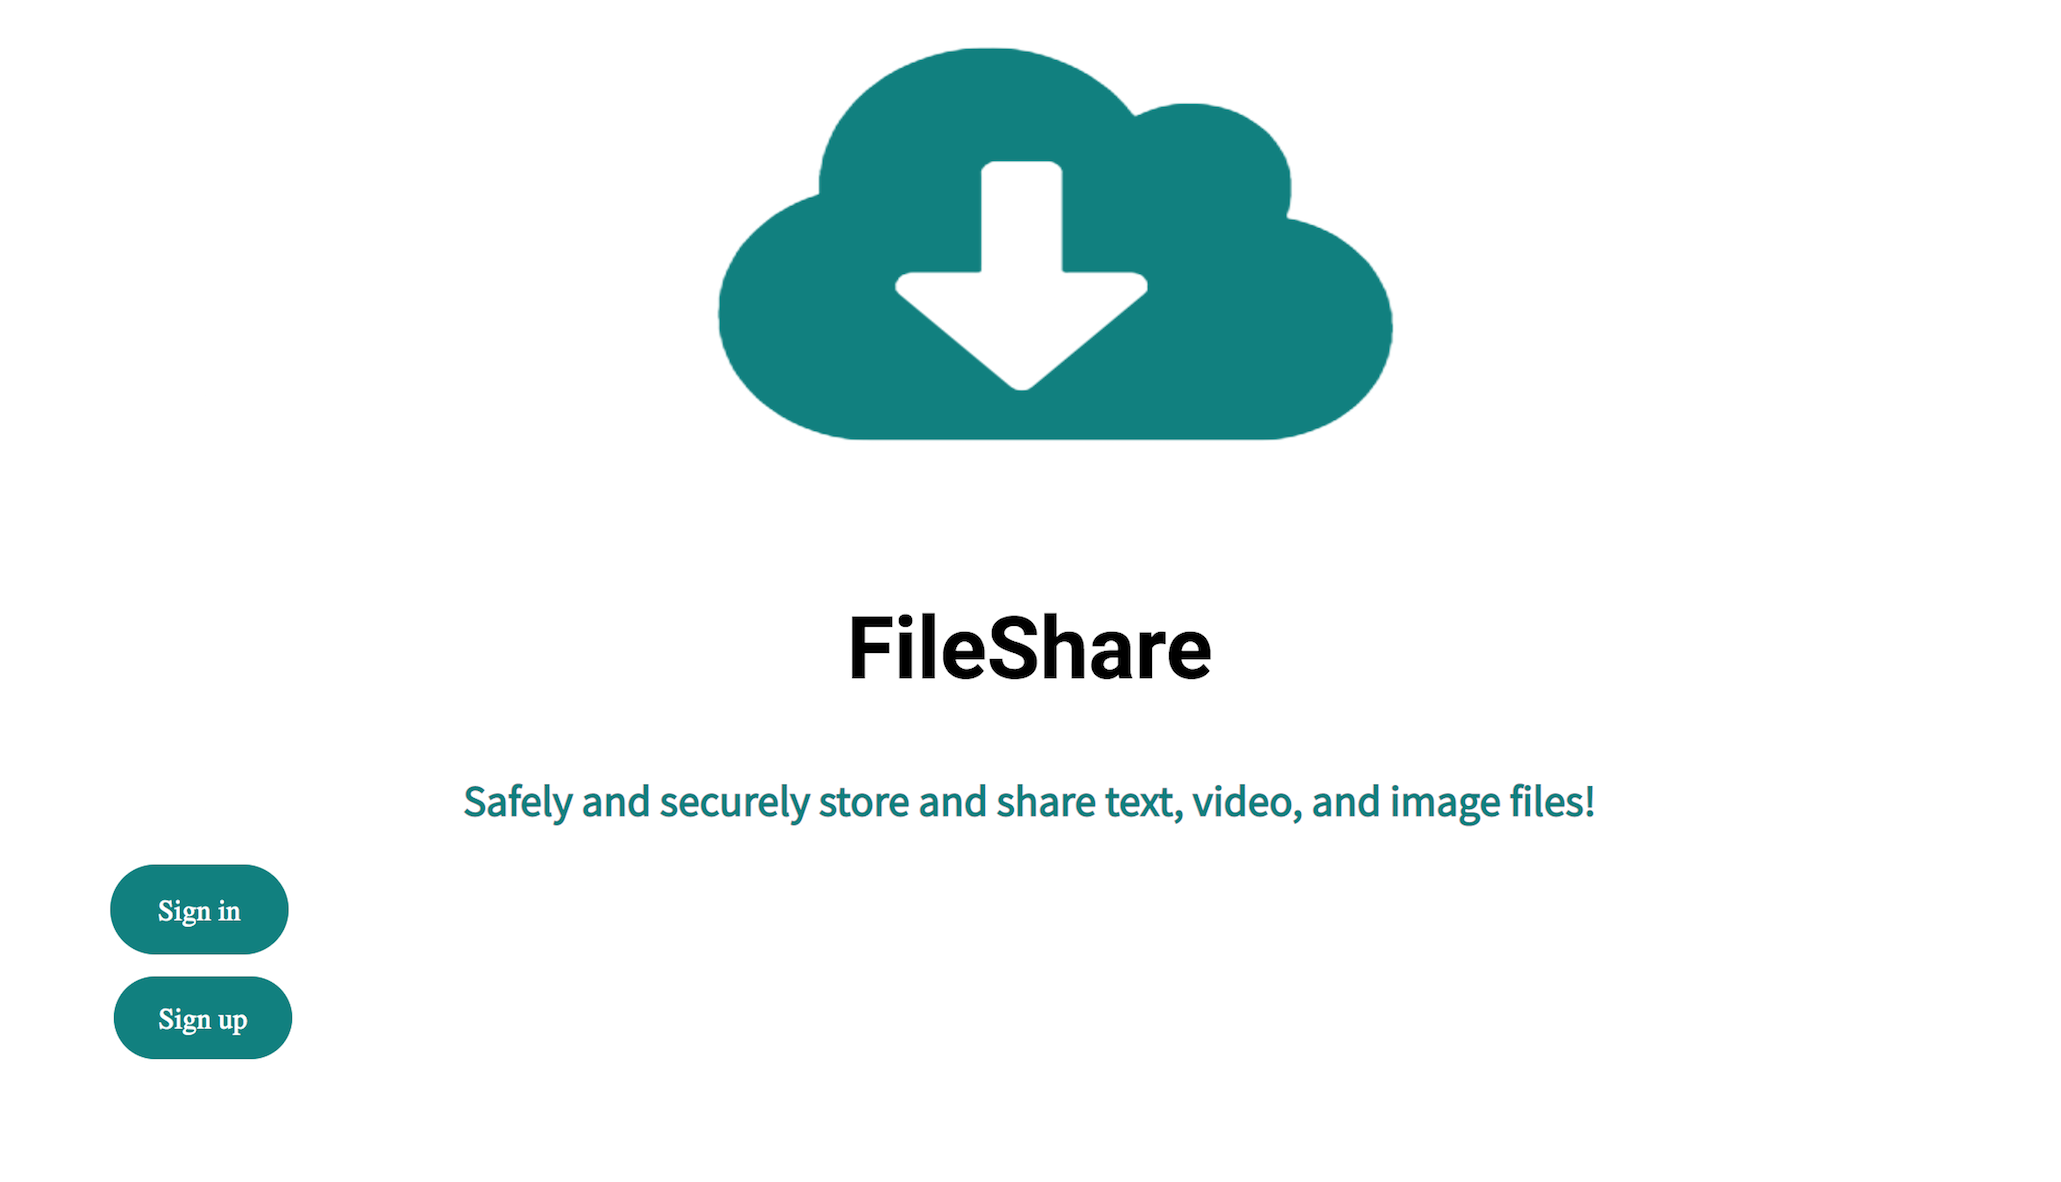 FileShare
Safely and securely store and share text, video, and image files!
Sign in
Sign up